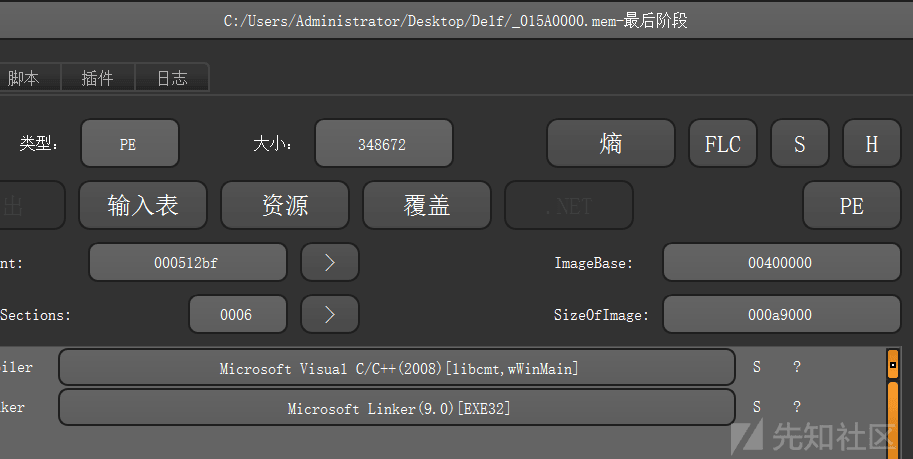 C:/Users/Administrator/Desktop/De1f/_015A0000.mem-最后阶段
脚本 插件 日志
类型: PE 大小: 348672 熵 FLC S H
出 输入表 资源 覆盖 .NET PE
nt: 000512bf > ImageBase: 00400000
Sections: 0006 > SizeOfImage: 000a9000
iler Microsoft Visual C/C++(2008)[libcmt,wWinMain] S ?
ker Microsoft Linker(9.0)[EXE32] S ?
先知社区